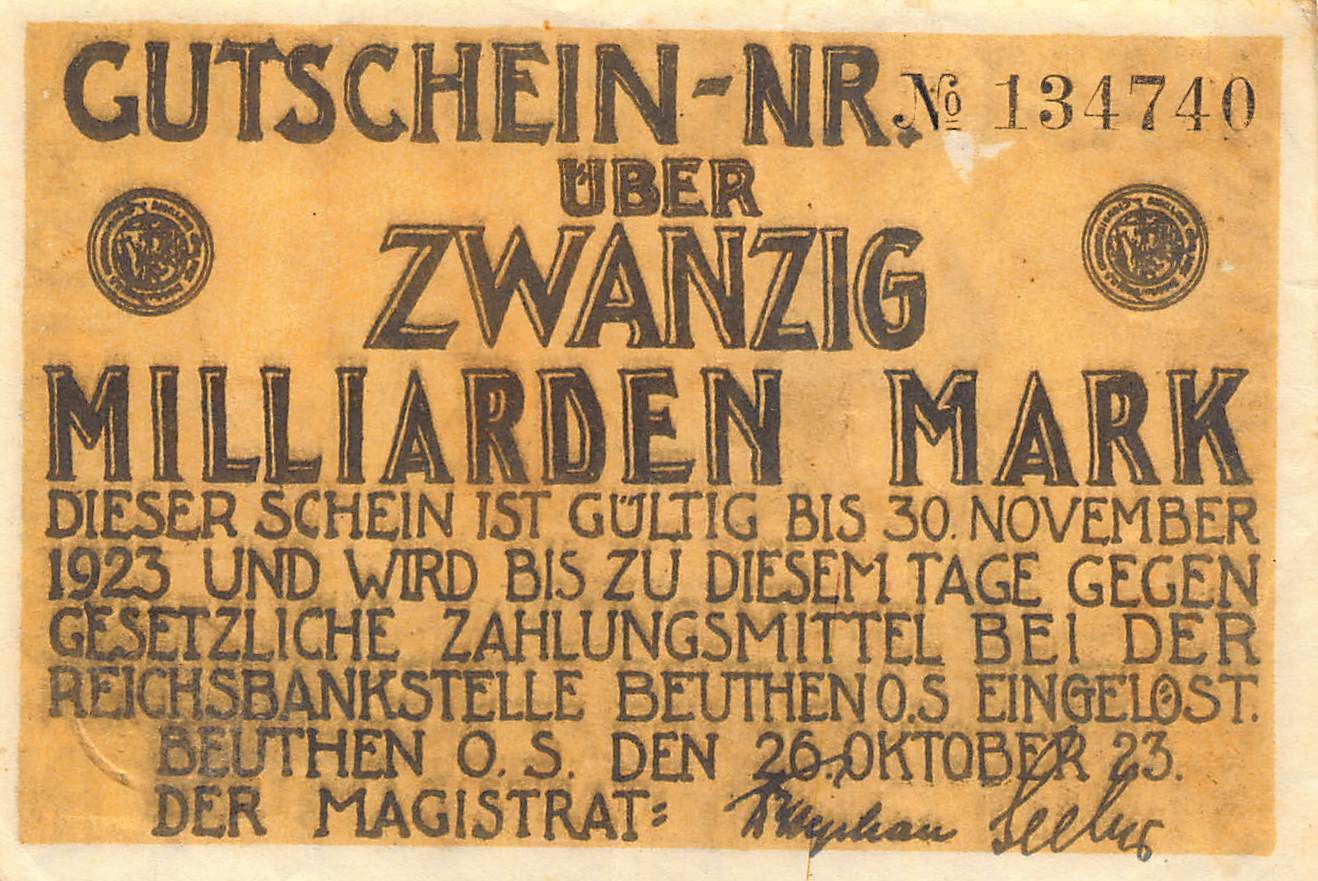 GUTSCHEIN-NR. № 134740
ÜBER
ZWANZIG
MILLIARDEN MARK
DIESER SCHEIN IST GÜLTIG BIS 30. NOVEMBER
1923 UND WIRD BIS ZU DIESEM TAGE GEGEN
GESETZLICHE ZAHLUNGSMITTEL BEI DER
REICHSBANKSTELLE BEUTHEN O.S EINGELÖST.
BEUTHEN O. S. DEN 26. OKTOBER 23.
DER MAGISTRAT: